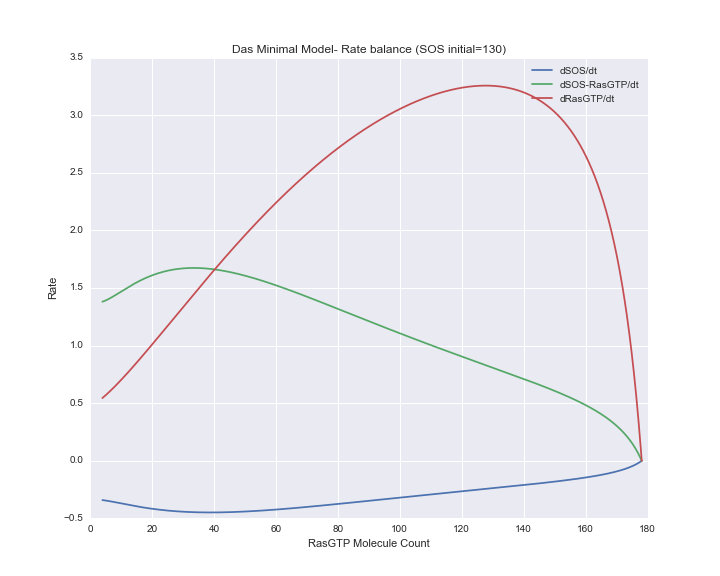 Das Minimal Model- Rate balance (SOS initial=130)
3.5
3.0
2.5
2.0
1.5
1.0
0.5
0.0
−0.5
Rate
dSOS/dt
dSOS-RasGTP/dt
dRasGTP/dt
0 20 40 60 80 100 120 140 160 180
RasGTP Molecule Count